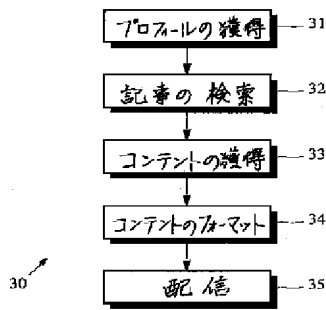 プロフィールの獲得 31
記事の検索 32
コンテントの獲得 33
コンテントのフォーマット 34
30
配信 35